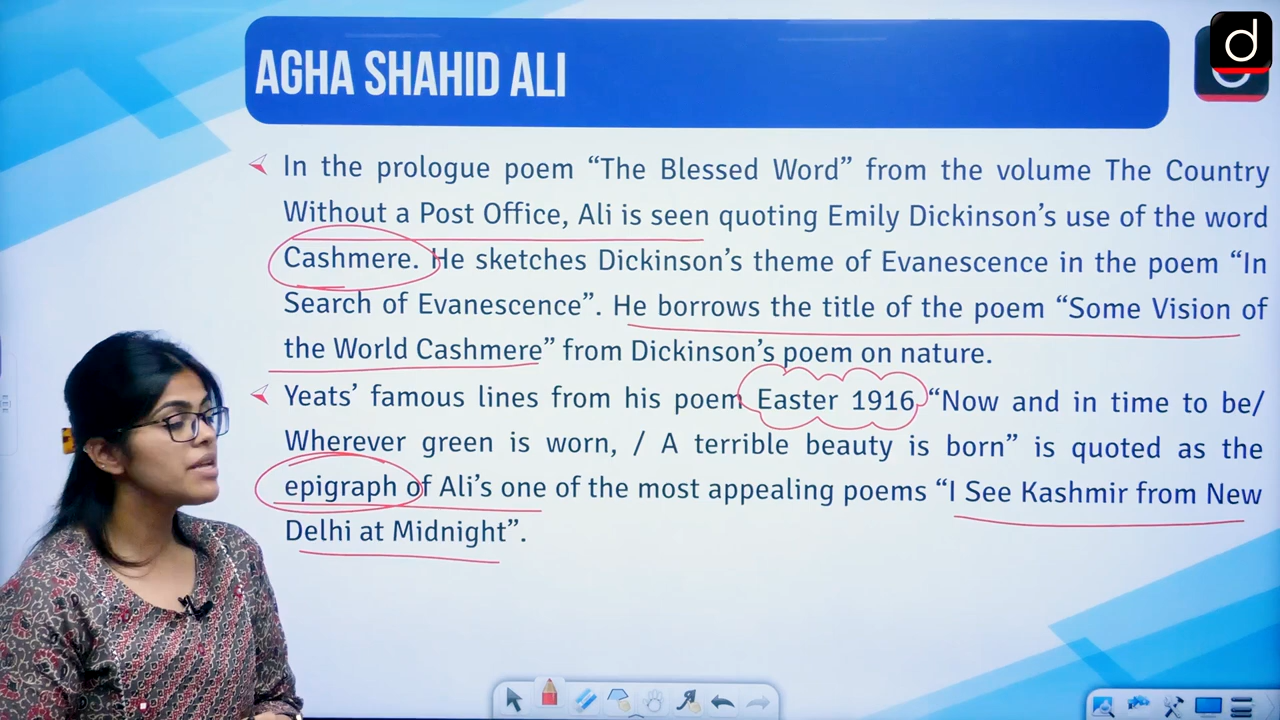 AGHA SHAHID ALI
d
In the prologue poem “The Blessed Word” from the volume The Country
Without a Post Office, Ali is seen quoting Emily Dickinson’s use of the word
Cashmere. He sketches Dickinson’s theme of Evanescence in the poem “In
Search of Evanescence”. He borrows the title of the poem “Some Vision of
the World Cashmere” from Dickinson’s poem on nature.
Yeats’ famous lines from his poem Easter 1916 “Now and in time to be/
Wherever green is worn, / A terrible beauty is born” is quoted as the
epigraph of Ali’s one of the most appealing poems “I See Kashmir from New
Delhi at Midnight”.